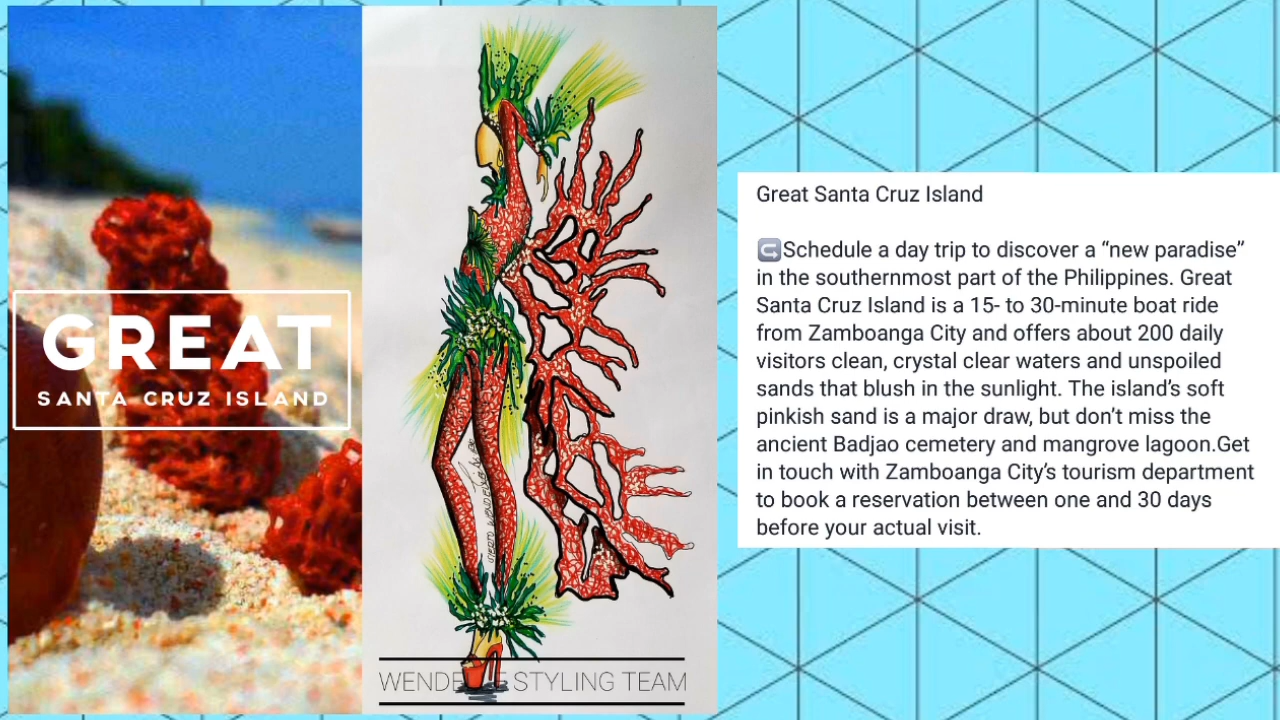 GREAT
SANTA CRUZ ISLAND
STYLING TEAM
Great Santa Cruz Island
Schedule a day trip to discover a “new paradise”
in the southernmost part of the Philippines. Great
Santa Cruz Island is a 15- to 30-minute boat ride
from Zamboanga City and offers about 200 daily
visitors clean, crystal clear waters and unspoiled
sands that blush in the sunlight. The island’s soft
pinkish sand is a major draw, but don’t miss the
ancient Badjao cemetery and mangrove lagoon.Get
in touch with Zamboanga City’s tourism department
to book a reservation between one and 30 days
before your actual visit.